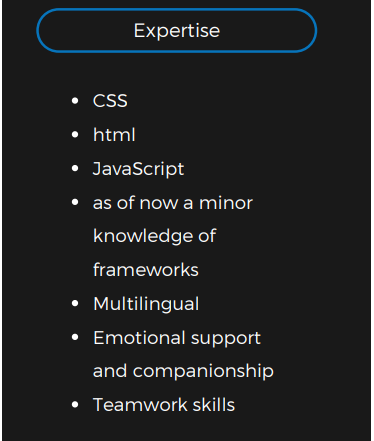 Expertise
• CSS
• html
• JavaScript
• as of now a minor
knowledge of
frameworks
• Multilingual
• Emotional support
and companionship
• Teamwork skills